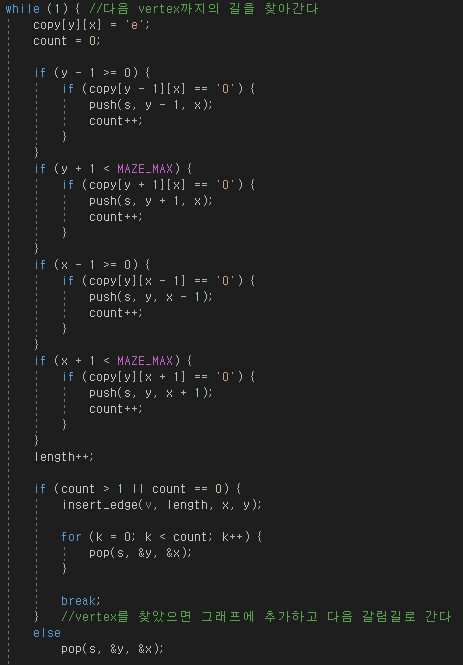 while (1) { //다음 vertex까지의 길을 찾아간다
    copy[y][x] = 'e';
    count = 0;

    if (y - 1 >= 0) {
        if (copy[y - 1][x] == '0') {
            push(s, y - 1, x);
            count++;
        }
    }
    if (y + 1 < MAZE_MAX) {
        if (copy[y + 1][x] == '0') {
            push(s, y + 1, x);
            count++;
        }
    }
    if (x - 1 >= 0) {
        if (copy[y][x - 1] == '0') {
            push(s, y, x - 1);
            count++;
        }
    }
    if (x + 1 < MAZE_MAX) {
        if (copy[y][x + 1] == '0') {
            push(s, y, x + 1);
            count++;
        }
    }
    length++;

    if (count > 1 || count == 0) {
        insert_edge(v, length, x, y);

        for (k = 0; k < count; k++) {
            pop(s, &y, &x);
        }

        break;
    }   //vertex를 찾았으면 그래프에 추가하고 다음 갈림길로 간다
    else
        pop(s, &y, &x);